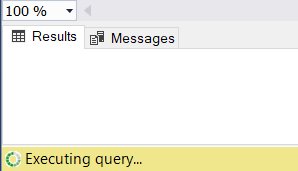 100 %
Results Messages
Executing query...